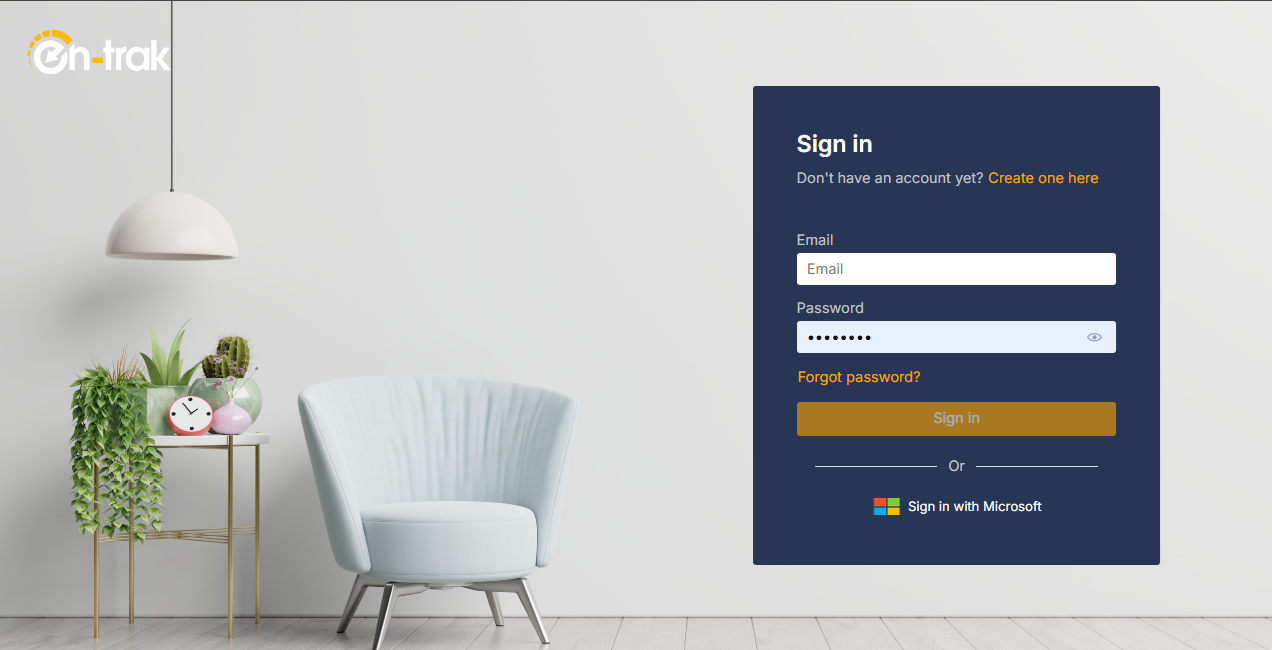 en-trak
Sign in
Don't have an account yet? Create one here
Email
Email
Password
••••••••
Forgot password?
Sign in
Or
Sign in with Microsoft